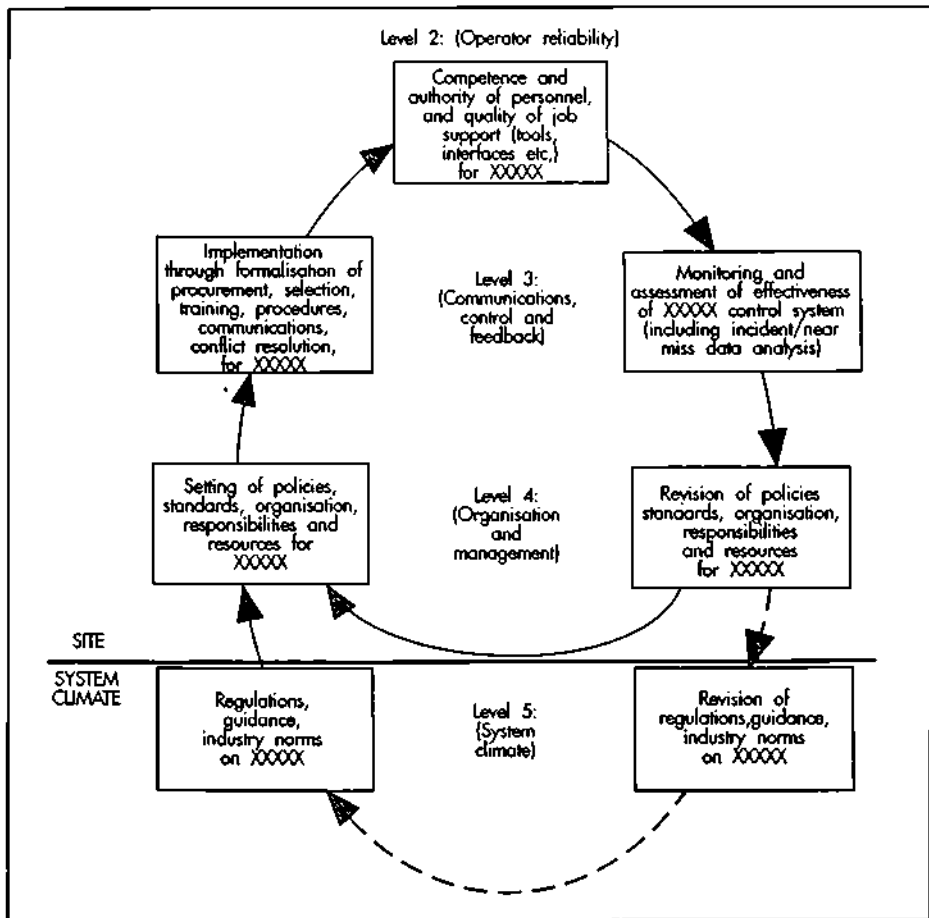 Level 2: (Operator reliability)
Competence and
authority of personnel,
and quality of job
support (tools,
interfaces etc,)
for XXXXX
Implementation
through formalisation of
procurement, selection,
training, procedures,
communications,
conflict resolution,
for XXXXX
Level 3:
(Communications,
control and
feedback)
Monitoring and
assessment of effectiveness
of XXXXX control system
(including incident/near
miss data analysis)
Setting of policies,
standards, organisation,
responsibilities and
resources for
XXXXX
Level 4:
(Organisation
and
management)
Revision of policies
standards, organisation,
responsibilities
and resources
for XXXXX
SITE
SYSTEM
CLIMATE
Regulations,
guidance,
industry norms
on XXXXX
Level 5:
(System
climate)
Revision of
regulations,guidance,
industry norms
on XXXXX